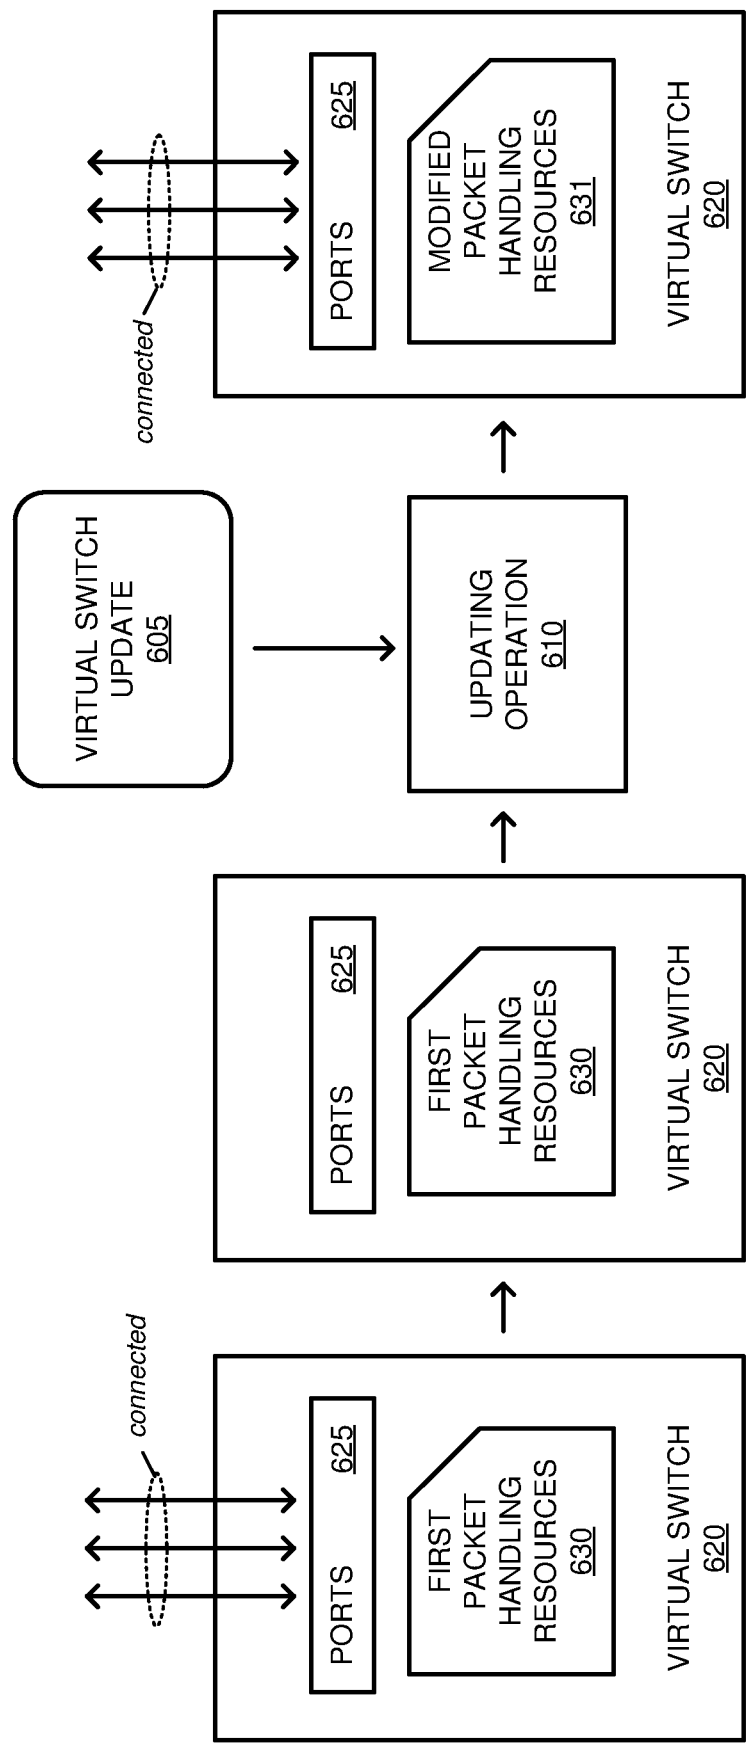 connected
PORTS 625
FIRST
PACKET
HANDLING
RESOURCES
630
VIRTUAL SWITCH
620
PORTS 625
FIRST
PACKET
HANDLING
RESOURCES
630
VIRTUAL SWITCH
620
VIRTUAL SWITCH
UPDATE
605
UPDATING
OPERATION
610
connected
PORTS 625
MODIFIED
PACKET
HANDLING
RESOURCES
631
VIRTUAL SWITCH
620